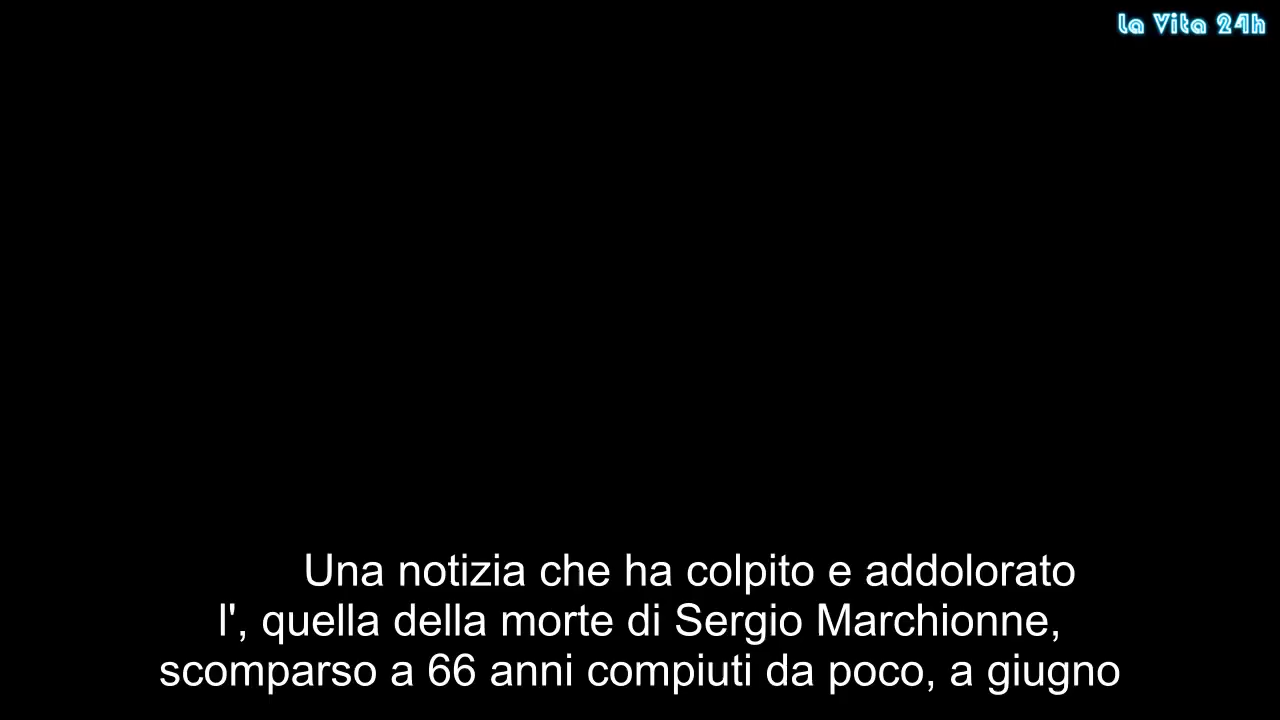 la Vita 24h
Una notizia che ha colpito e addolorato
l', quella della morte di Sergio Marchionne,
scomparso a 66 anni compiuti da poco, a giugno